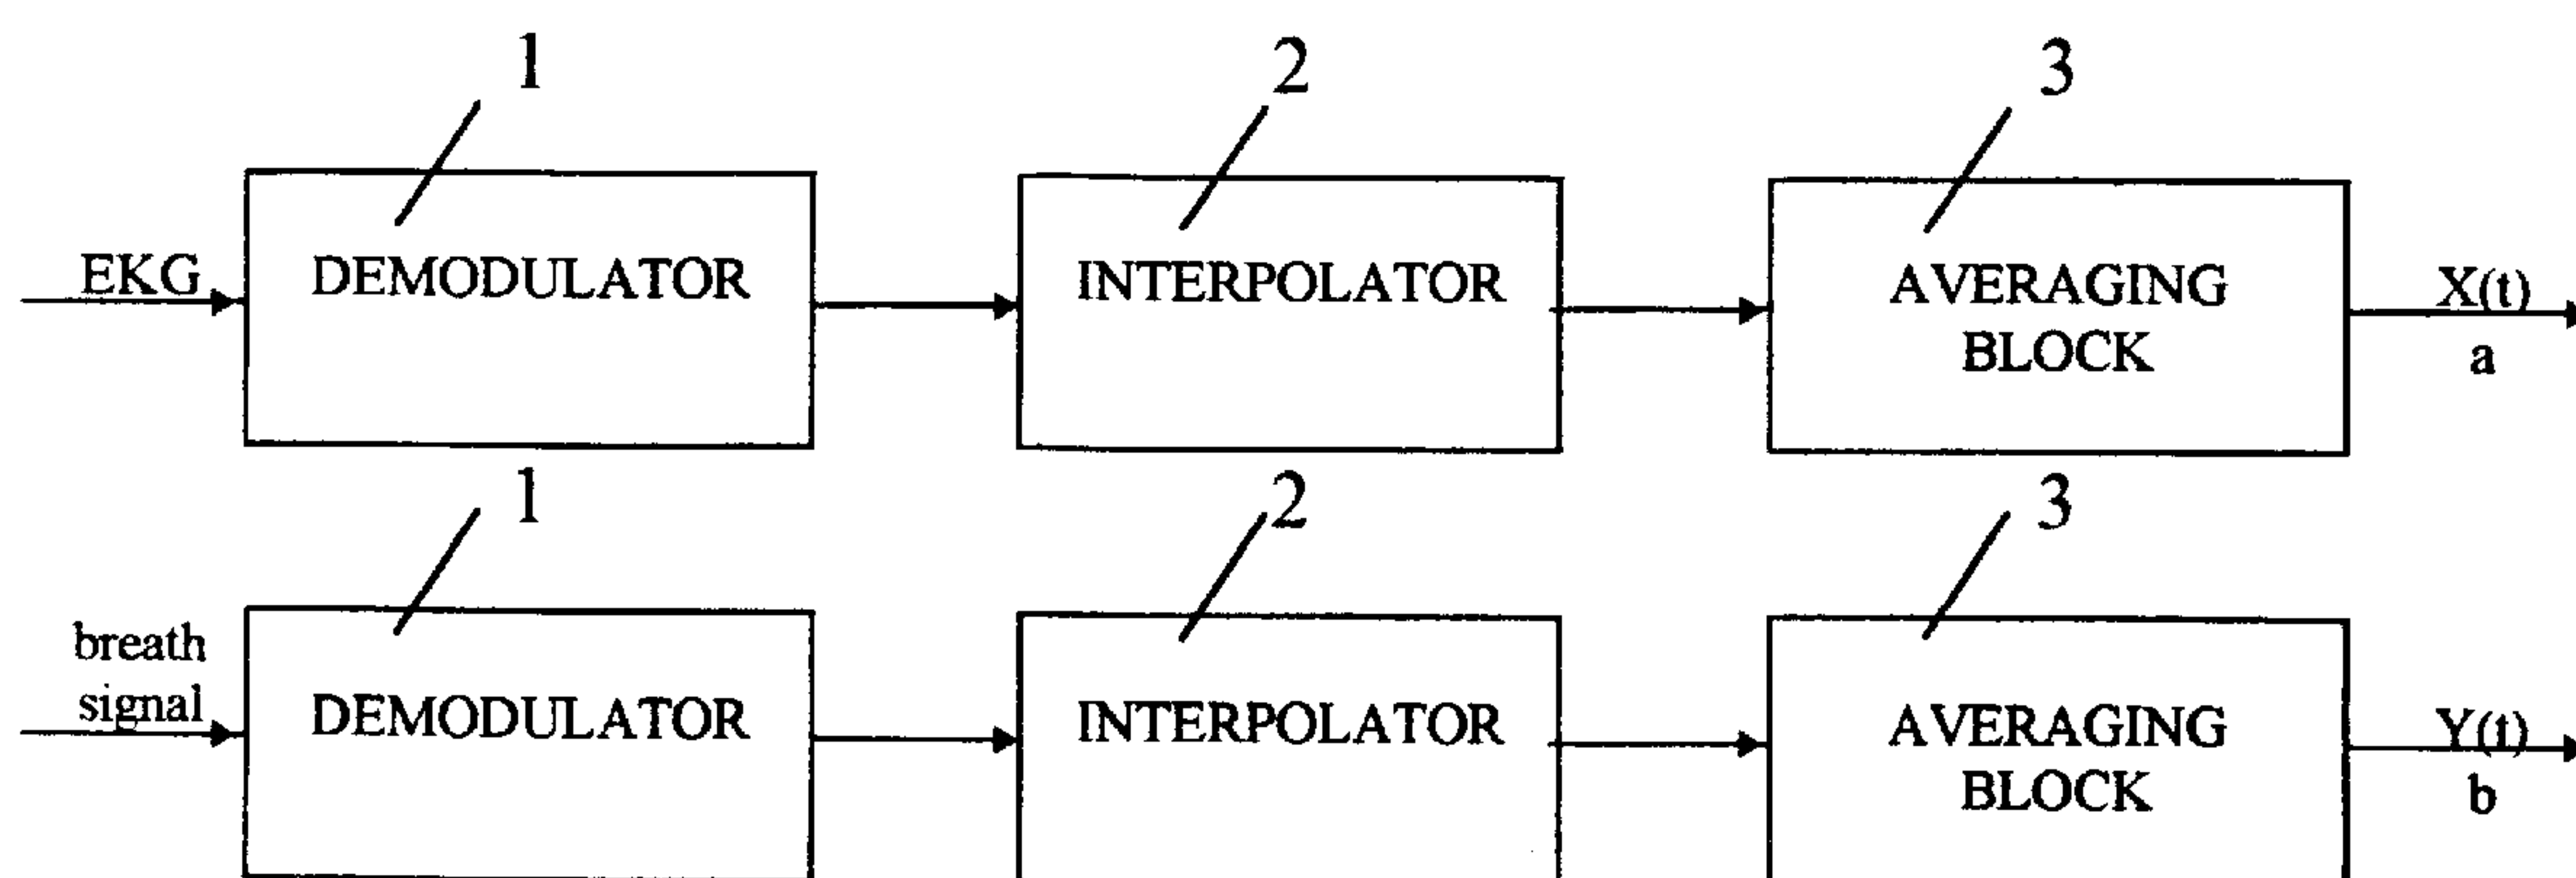 1 2 3
EKG DEMODULATOR INTERPOLATOR AVERAGING BLOCK X(t)
a
1 2 3
breath signal DEMODULATOR INTERPOLATOR AVERAGING BLOCK Y(t)
b